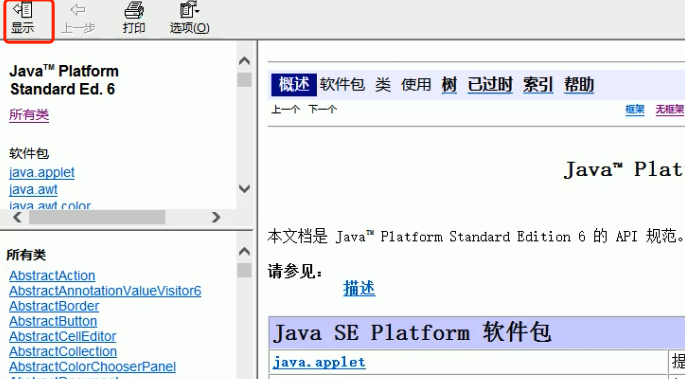 显示 上一步 打印 选项(O)
Java™ Platform
Standard Ed. 6
所有类
软件包
java.applet
java.awt
java.awt.color
所有类
AbstractAction
AbstractAnnotationValueVisitor6
AbstractBorder
AbstractButton
AbstractCellEditor
AbstractCollection
AbstractColorChooserPanel
AbstractDocument
概述 软件包 类 使用 树 已过时 索引 帮助
上一个 下一个 框架 无框架
Java™ Plat
本文档是 Java™ Platform Standard Edition 6 的 API 规范。
请参见：
描述
Java SE Platform 软件包
java.applet 提